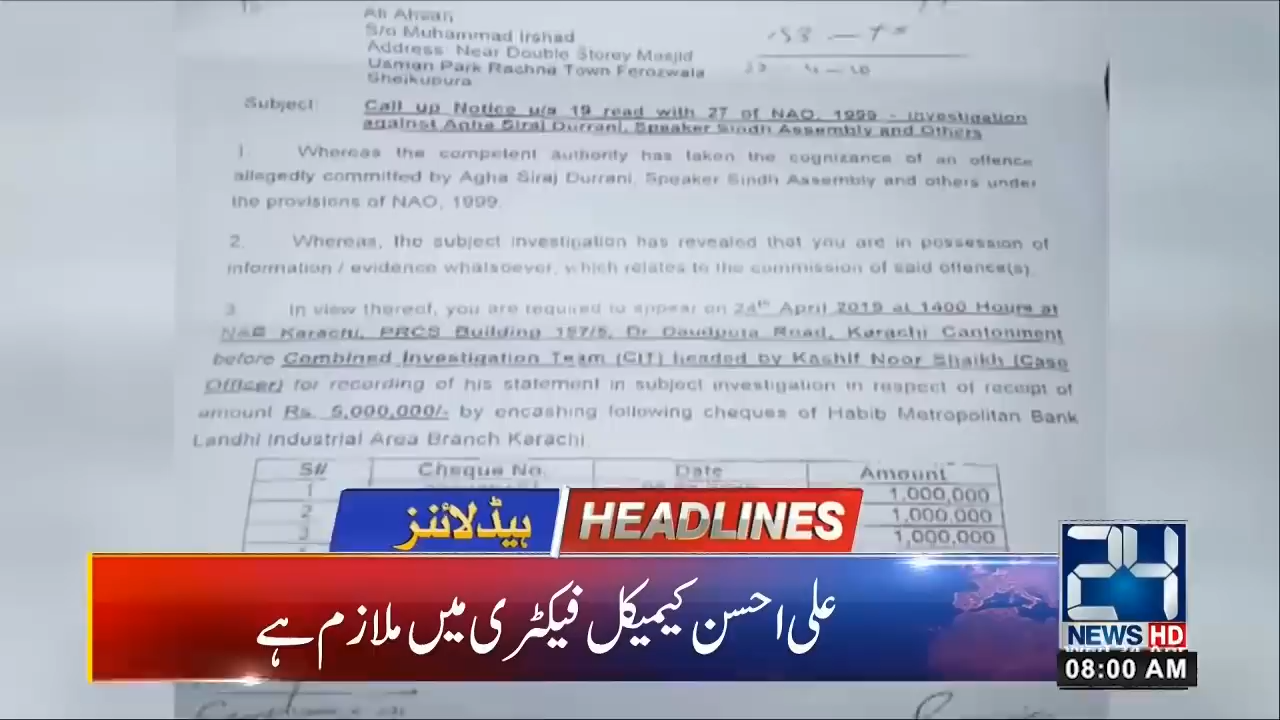 Ali Ahsan
S/o Muhammad Irshad
Address Near Double Storey Masjid
Usman Park Rachna Town Ferozwala
Sheikupura
Subject: Call up Notice u/s 19 read with 27 of NAO, 1999 - Investigation
against Agha Siraj Durrani, Speaker Sindh Assembly and Others
1. Whereas the competent authority has taken the cognizance of an offence
allegedly committed by Agha Siraj Durrani, Speaker Sindh Assembly and others under
the provisions of NAO, 1999.
2. Whereas, the subject investigation has revealed that you are in possession of
information / evidence whatsoever, which relates to the commission of said offence(s).
3. In view thereof, you are required to appear on 24th April 2019 at 1400 Hours at
NAB Karachi, PRCS Building 197/5, Dr Daudpota Road, Karachi Cantonment
before Combined Investigation Team (CIT) headed by Kashif Noor Shaikh (Case
Officer) for recording of his statement in subject investigation in respect of receipt of
amount Rs. 5,000,000/- by encashing following cheques of Habib Metropolitan Bank
Landhi Industrial Area Branch Karachi.
S# Cheque No. Date Amount
1 1,000,000
2 1,000,000
3 1,000,000
ہیڈلائنز HEADLINES
علی احسن کیمیکل فیکٹری میں ملازم ہے
24
NEWS HD
08:00 AM